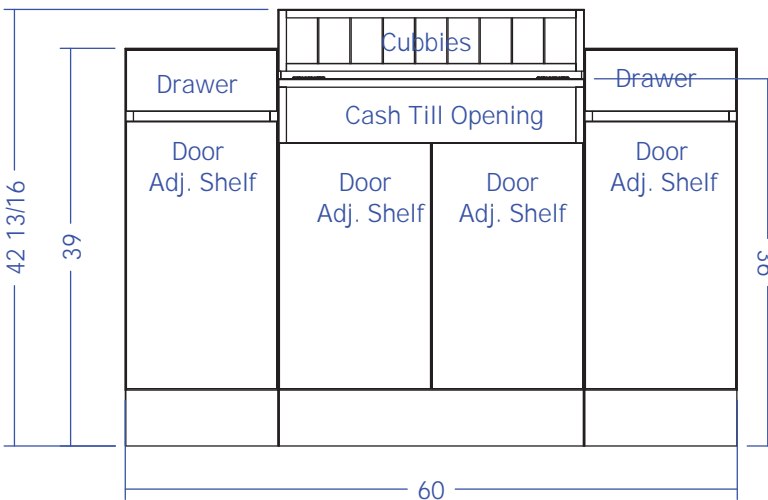 Cubbies
Drawer
Drawer
Cash Till Opening
Door
Adj. Shelf
Door
Adj. Shelf
Door
Adj. Shelf
Door
Adj. Shelf
42 13/16
39
36
60